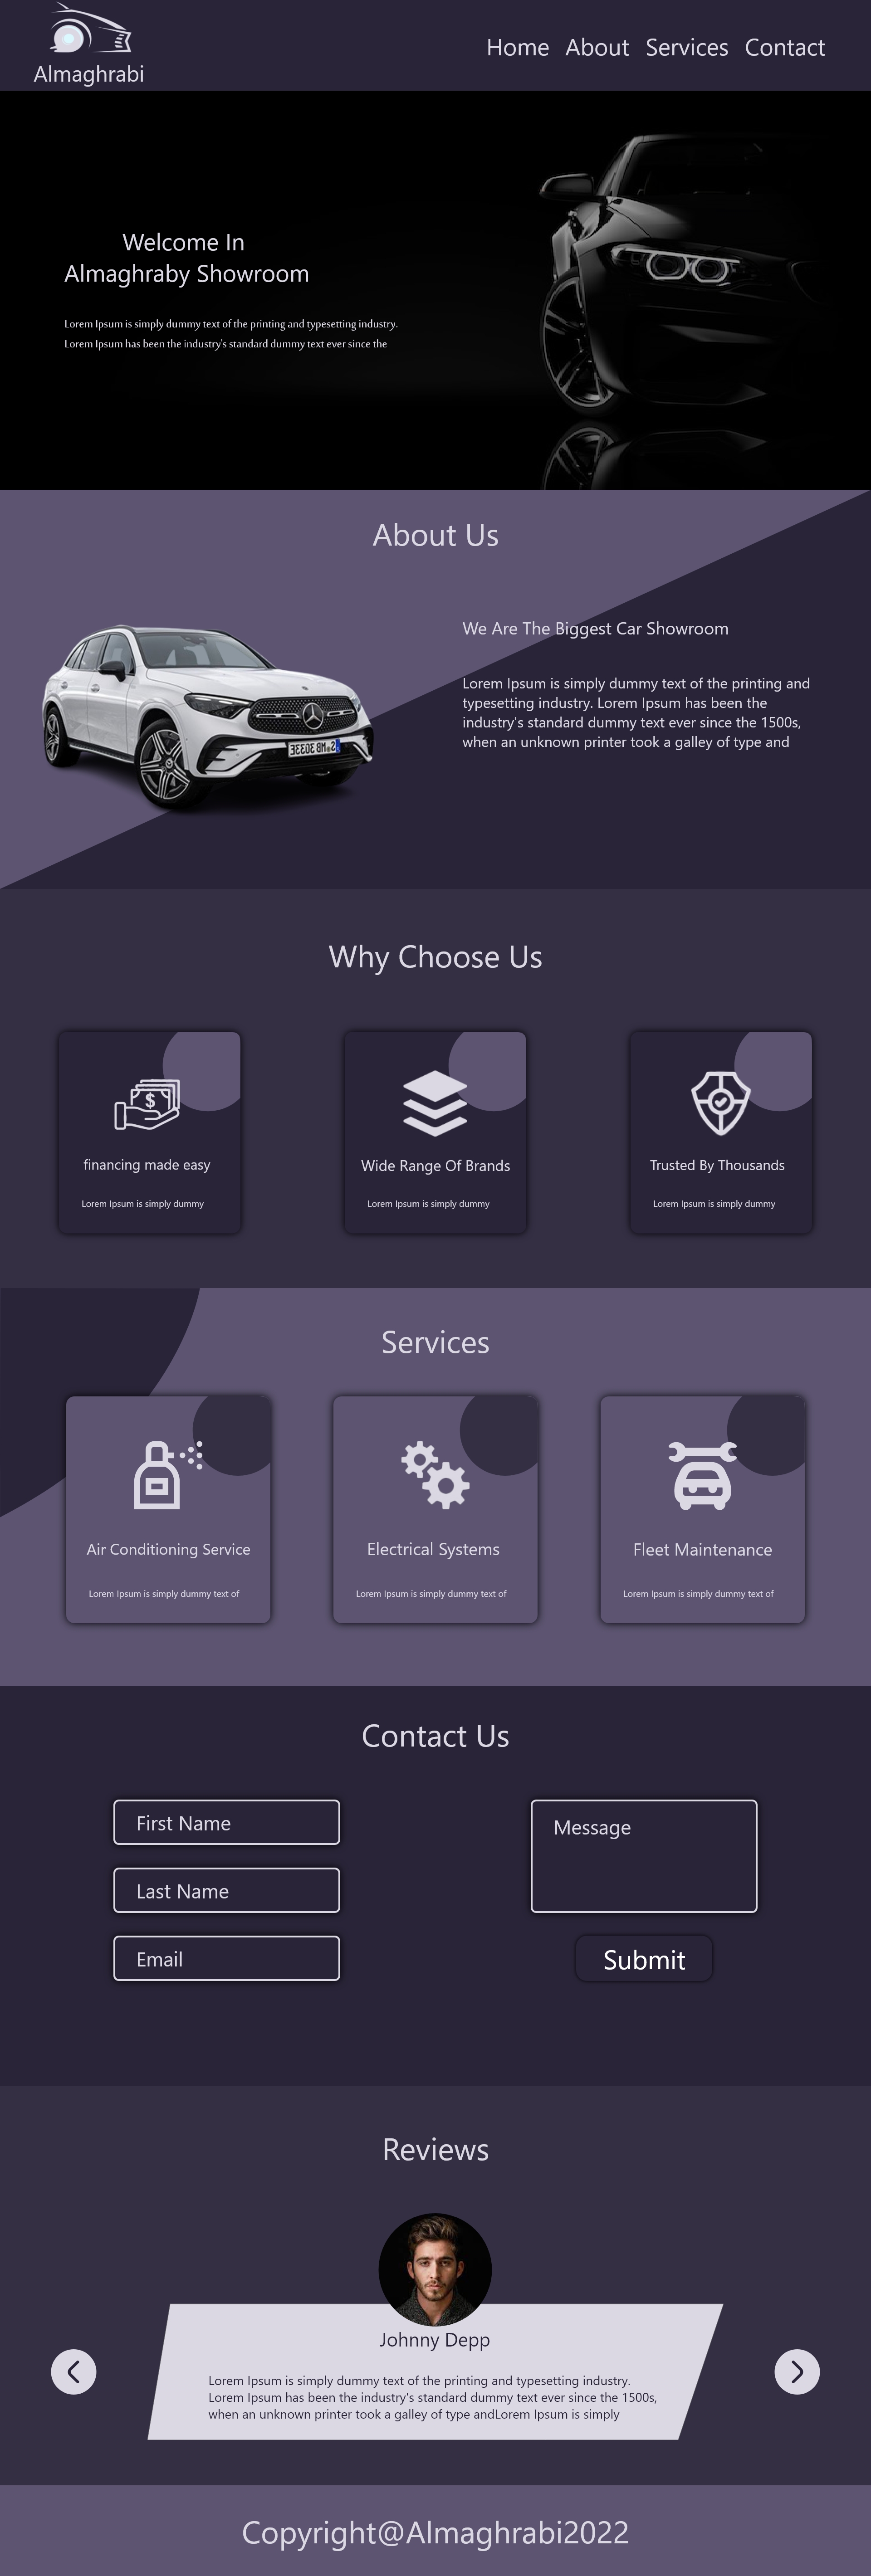 Almaghrabi
Home About Services Contact
Welcome In
Almaghraby Showroom
Lorem Ipsum is simply dummy text of the printing and typesetting industry.
Lorem Ipsum has been the industry's standard dummy text ever since the
About Us
We Are The Biggest Car Showroom
Lorem Ipsum is simply dummy text of the printing and
typesetting industry. Lorem Ipsum has been the
industry's standard dummy text ever since the 1500s,
when an unknown printer took a galley of type and
Why Choose Us
$
financing made easy
Lorem Ipsum is simply dummy
Wide Range Of Brands
Lorem Ipsum is simply dummy
Trusted By Thousands
Lorem Ipsum is simply dummy
Services
Air Conditioning Service
Lorem Ipsum is simply dummy text of
Electrical Systems
Lorem Ipsum is simply dummy text of
Fleet Maintenance
Lorem Ipsum is simply dummy text of
Contact Us
First Name
Last Name
Email
Message
Submit
Reviews
Johnny Depp
Lorem Ipsum is simply dummy text of the printing and typesetting industry.
Lorem Ipsum has been the industry's standard dummy text ever since the 1500s,
when an unknown printer took a galley of type andLorem Ipsum is simply
Copyright@Almaghrabi2022